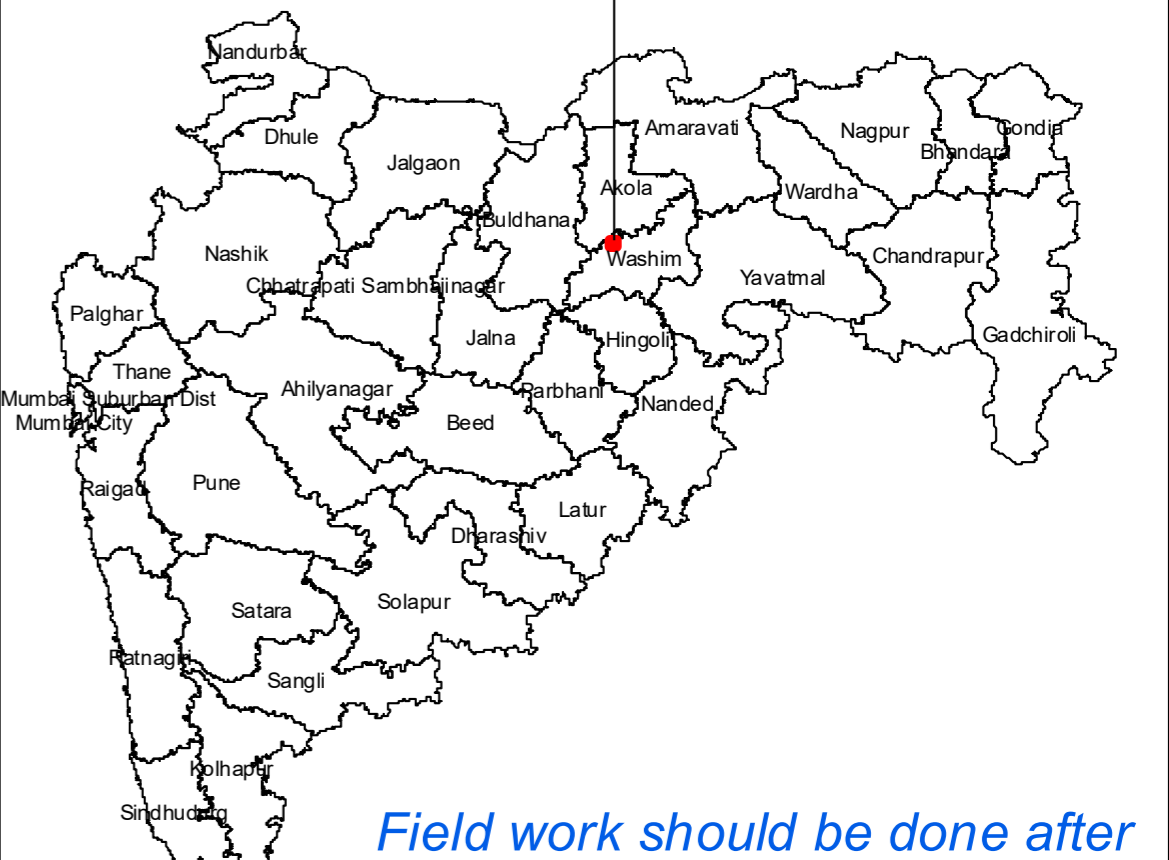 Nandurbar
Dhule
Jalgaon
Amaravati
Nagpur
Gondia
Bhandara
Akola
Wardha
Buldhana
Nashik
Washim
Chandrapur
Chhatrapati Sambhajinagar
Yavatmal
Palghar
Jalna
Hingoli
Gadchiroli
Thane
Ahilyanagar
Parbhani
Mumbai Suburban Dist
Nanded
Mumbai City
Beed
Raigad
Pune
Latur
Dharashiv
Solapur
Satara
Ratnagiri
Sangli
Kolhapur
Sindhudurg
Field work should be done after